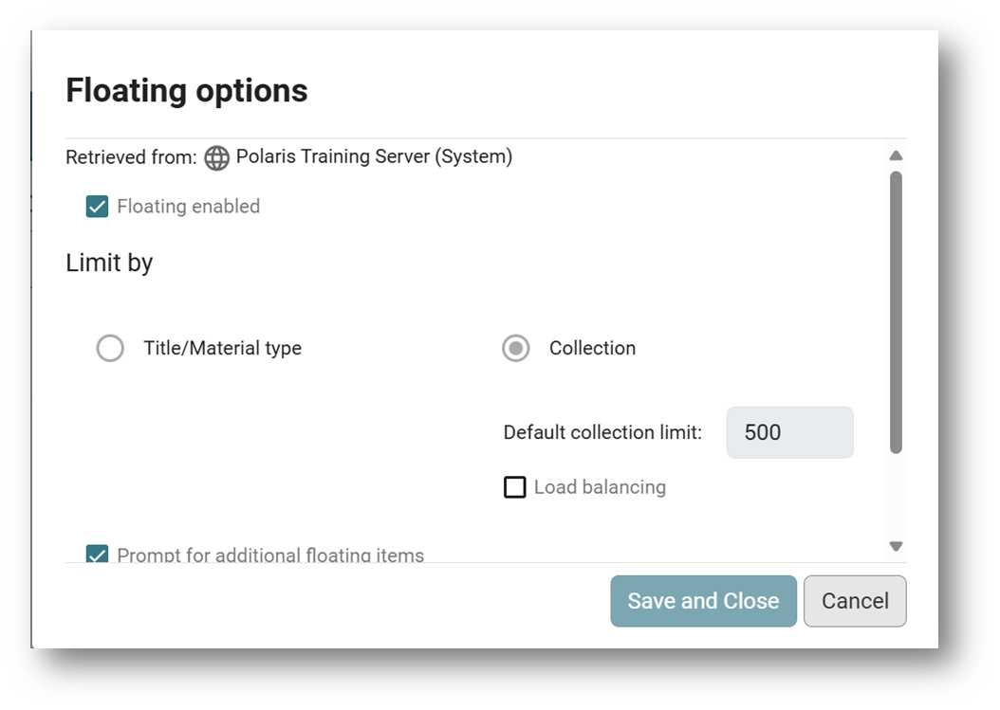 Floating options
Retrieved from: Polaris Training Server (System)
Floating enabled
Limit by
Title/Material type
Collection
Default collection limit: 500
Load balancing
Prompt for additional floating items
Save and Close
Cancel